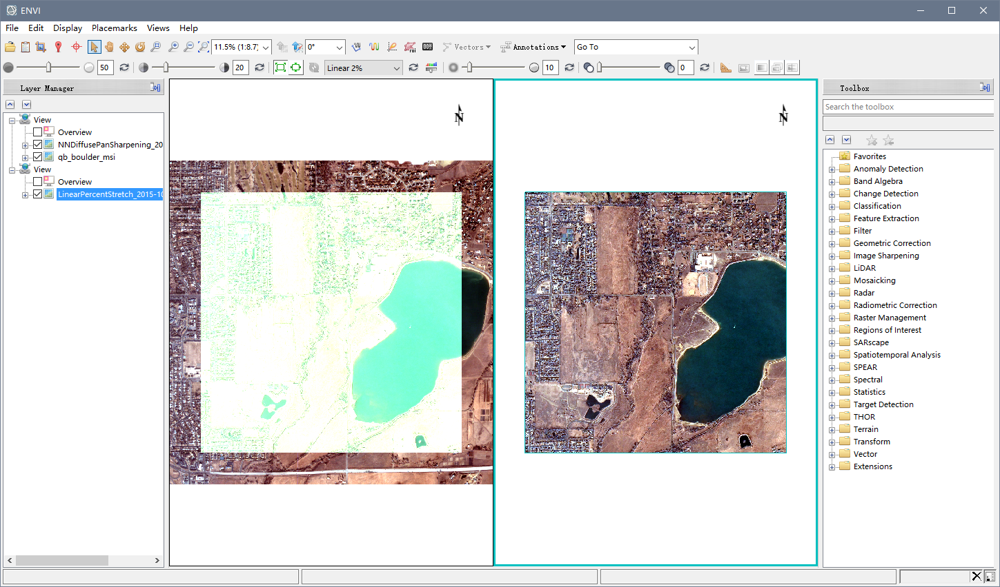 ENVI
File Edit Display Placemarks Views Help
11.5% (1:8.7) 0° roi Vectors Annotations Go To
50 20 Linear 2% 10 0
Layer Manager
View
Overview
NNDiffusePanSharpening_20
qb_boulder_msi
View
Overview
LinearPercentStretch_2015-10
N
N
Toolbox
Search the toolbox
Favorites
Anomaly Detection
Band Algebra
Change Detection
Classification
Feature Extraction
Filter
Geometric Correction
Image Sharpening
LiDAR
Mosaicking
Radar
Radiometric Correction
Raster Management
Regions of Interest
SARscape
Spatiotemporal Analysis
SPEAR
Spectral
Statistics
Target Detection
THOR
Terrain
Transform
Vector
Extensions